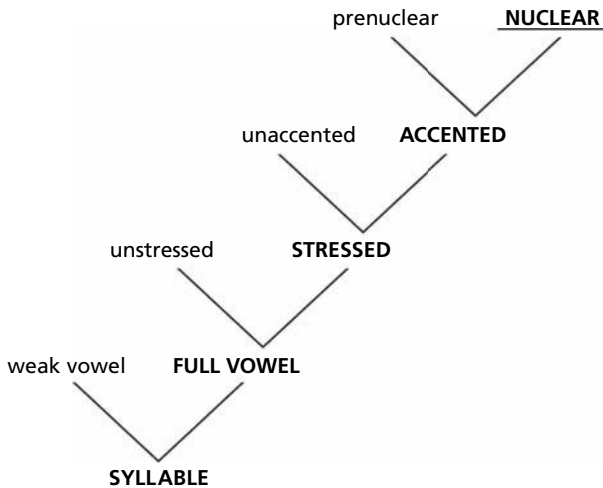 prenuclear NUCLEAR
unaccented ACCENTED
unstressed STRESSED
weak vowel FULL VOWEL
SYLLABLE